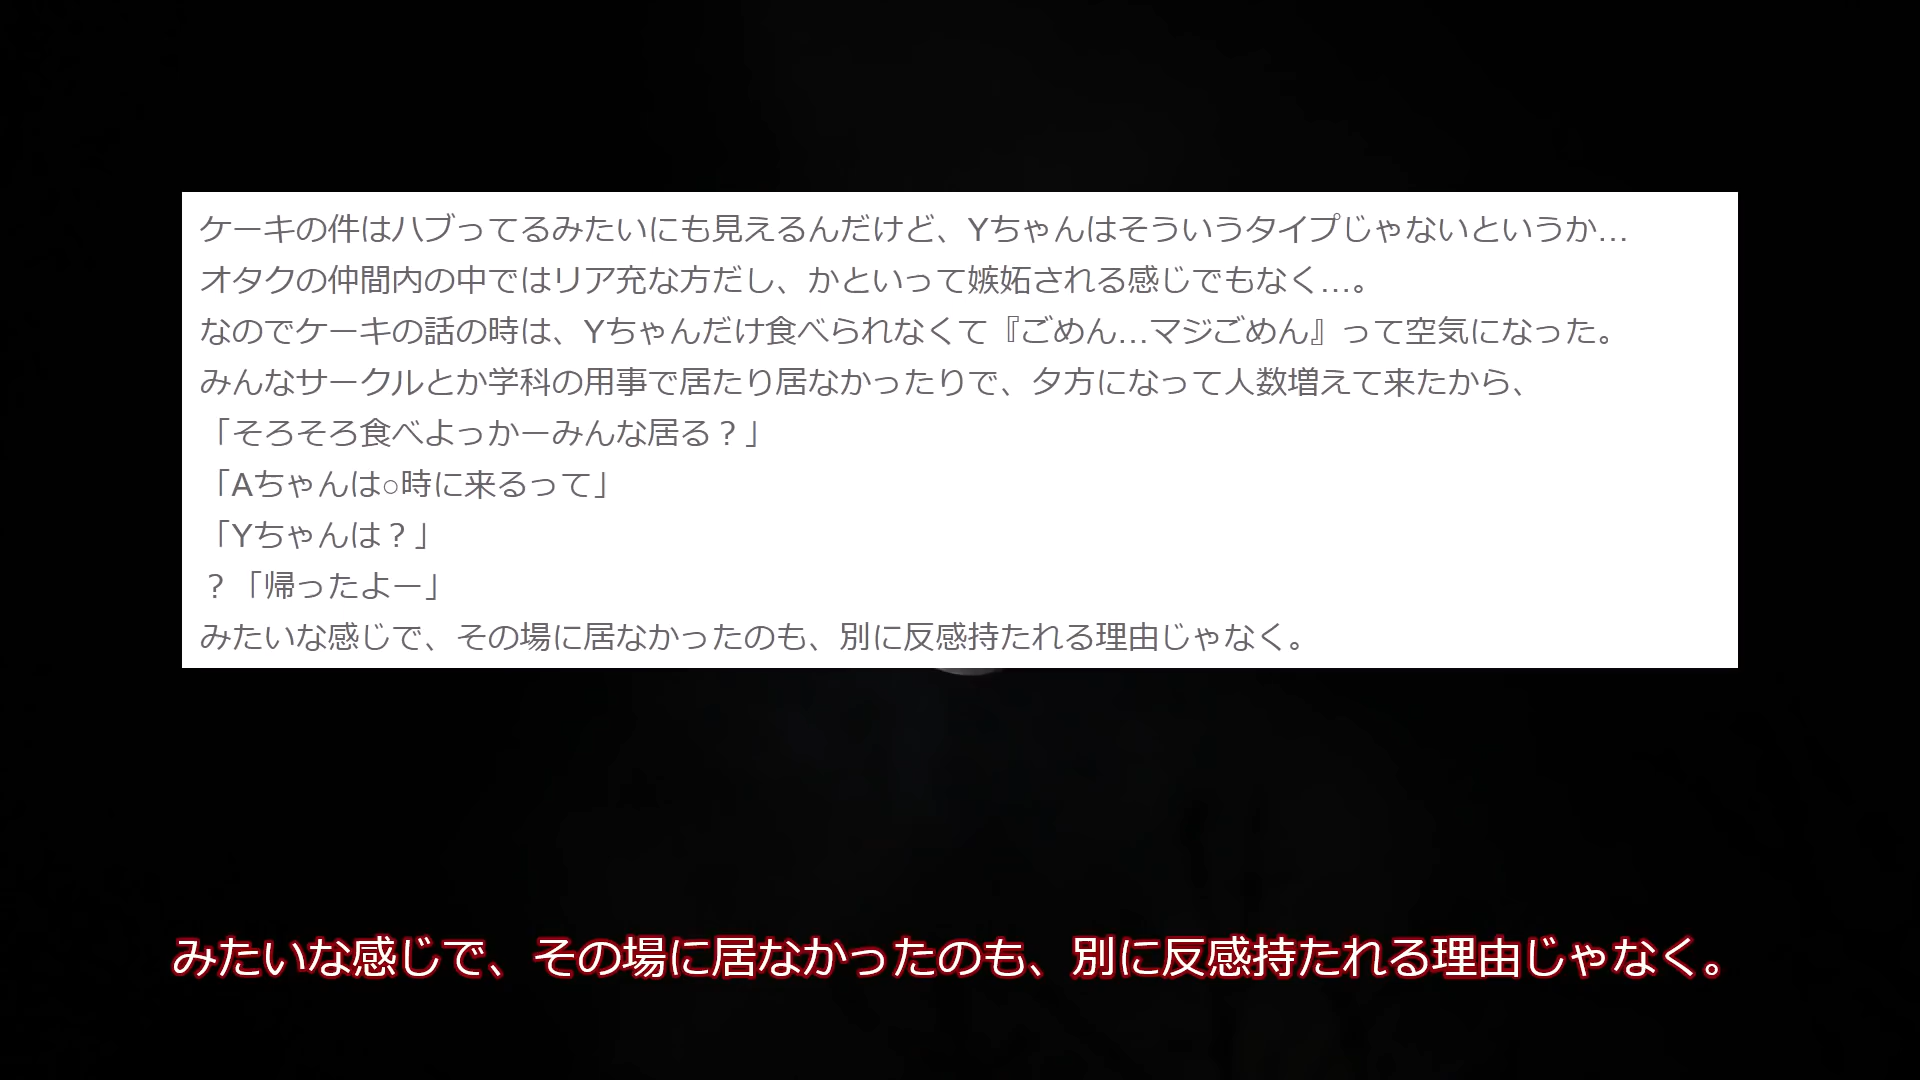 ケーキの件はハブってるみたいにも見えるんだけど、Yちゃんはそういうタイプじゃないというか…
オタクの仲間内の中ではリア充な方だし、かといって嫉妬される感じでもなく…。
なのでケーキの話の時は、Yちゃんだけ食べられなくて『ごめん…マジごめん』って空気になった。
みんなサークルとか学科の用事で居たり居なかったりで、夕方になって人数増えて来たから、
「そろそろ食べよっかーみんな居る？」
「Aちゃんは○時に来るって」
「Yちゃんは？」
？「帰ったよー」
みたいな感じで、その場に居なかったのも、別に反感持たれる理由じゃなく。
みたいな感じで、その場に居なかったのも、別に反感持たれる理由じゃなく。